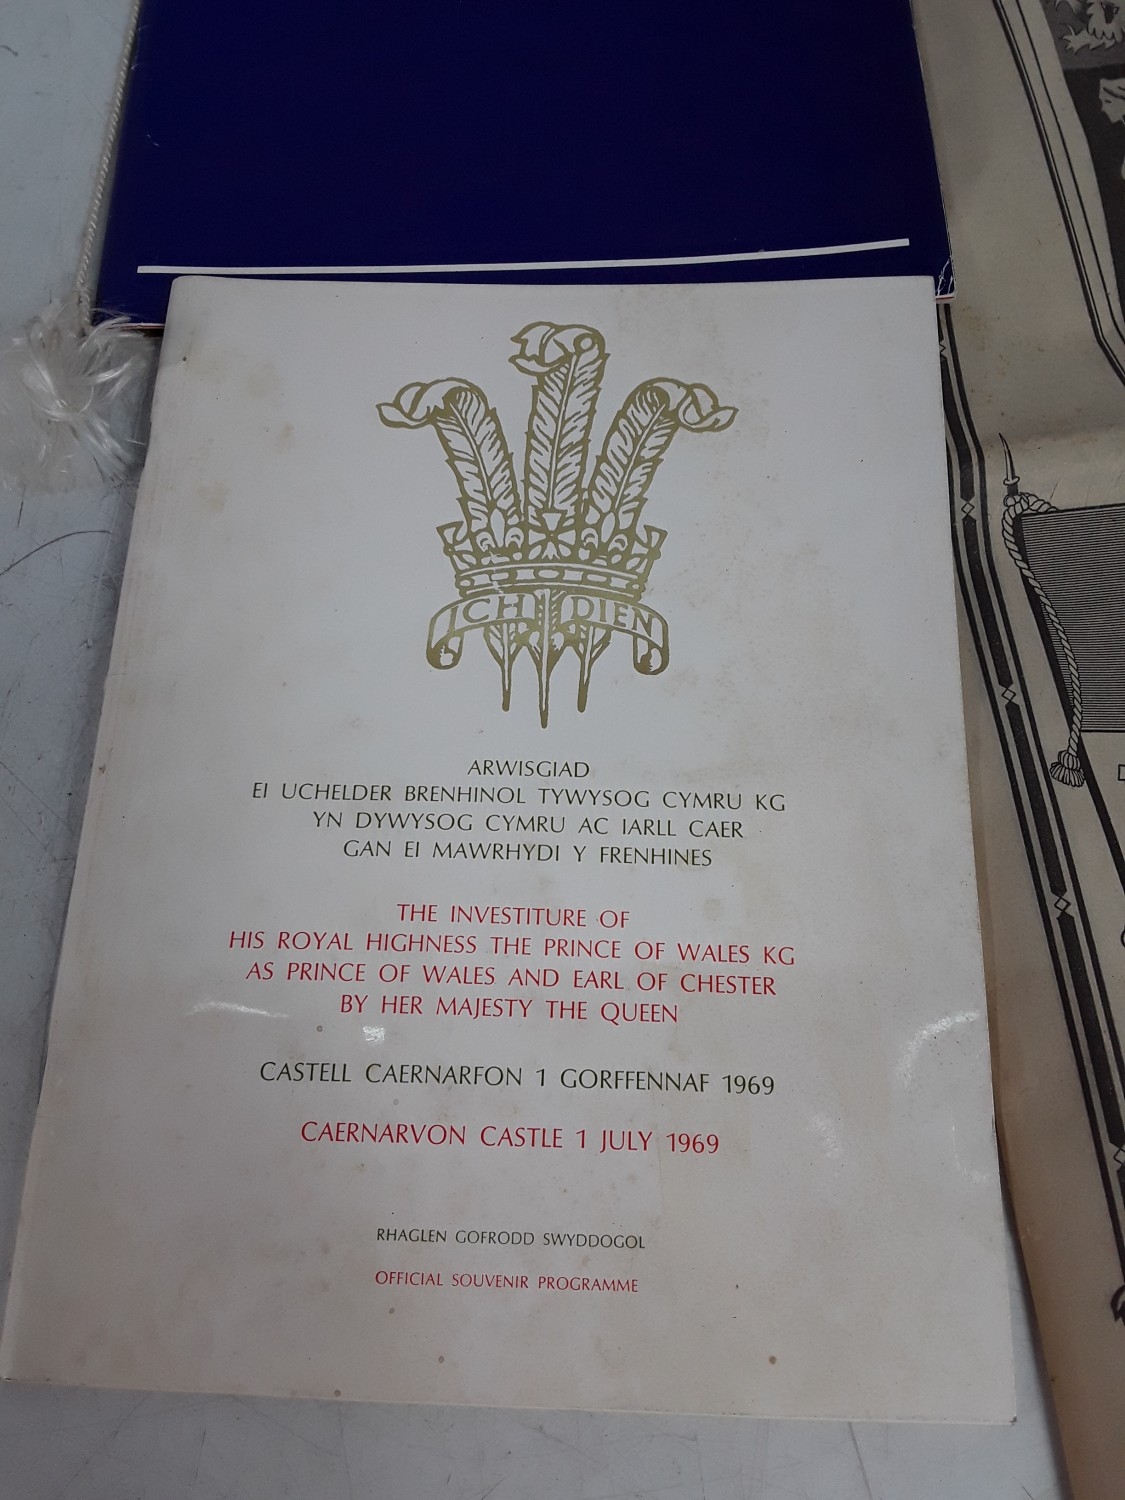 ICH DIEN
ARWISGIAD
EI UCHELDER BRENHINOL TYWYSOG CYMRU KG
YN DYWYSOG CYMRU AC IARLL CAER
GAN EI MAWRHYDI Y FRENHINES
THE INVESTITURE OF
HIS ROYAL HIGHNESS THE PRINCE OF WALES KG
AS PRINCE OF WALES AND EARL OF CHESTER
BY HER MAJESTY THE QUEEN
CASTELL CAERNARFON 1 GORFFENNAF 1969
CAERNARVON CASTLE 1 JULY 1969
RHAGLEN GOFRODD SWYDDOGOL
OFFICIAL SOUVENIR PROGRAMME